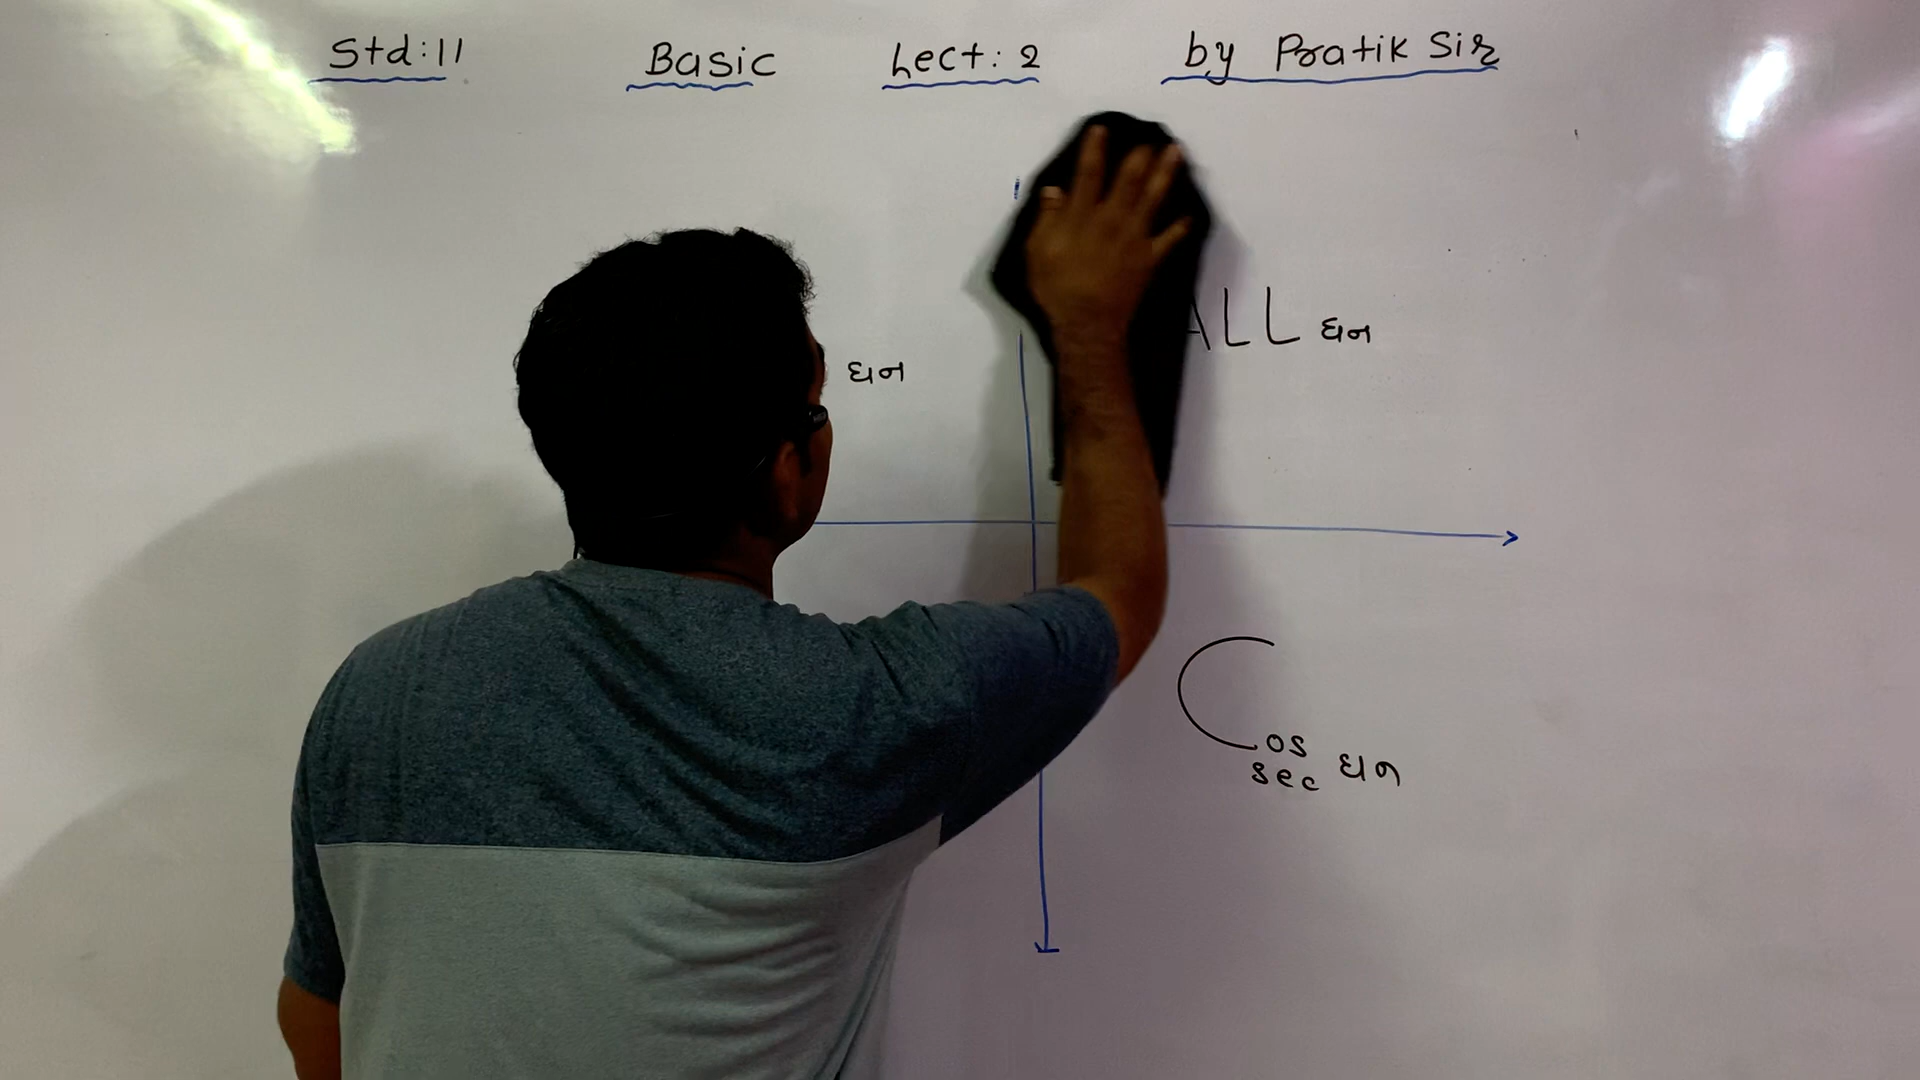 Std:11 Basic Lect: 2 by Pratik Sir
ALL ધન
ધન
Cos
sec ધન